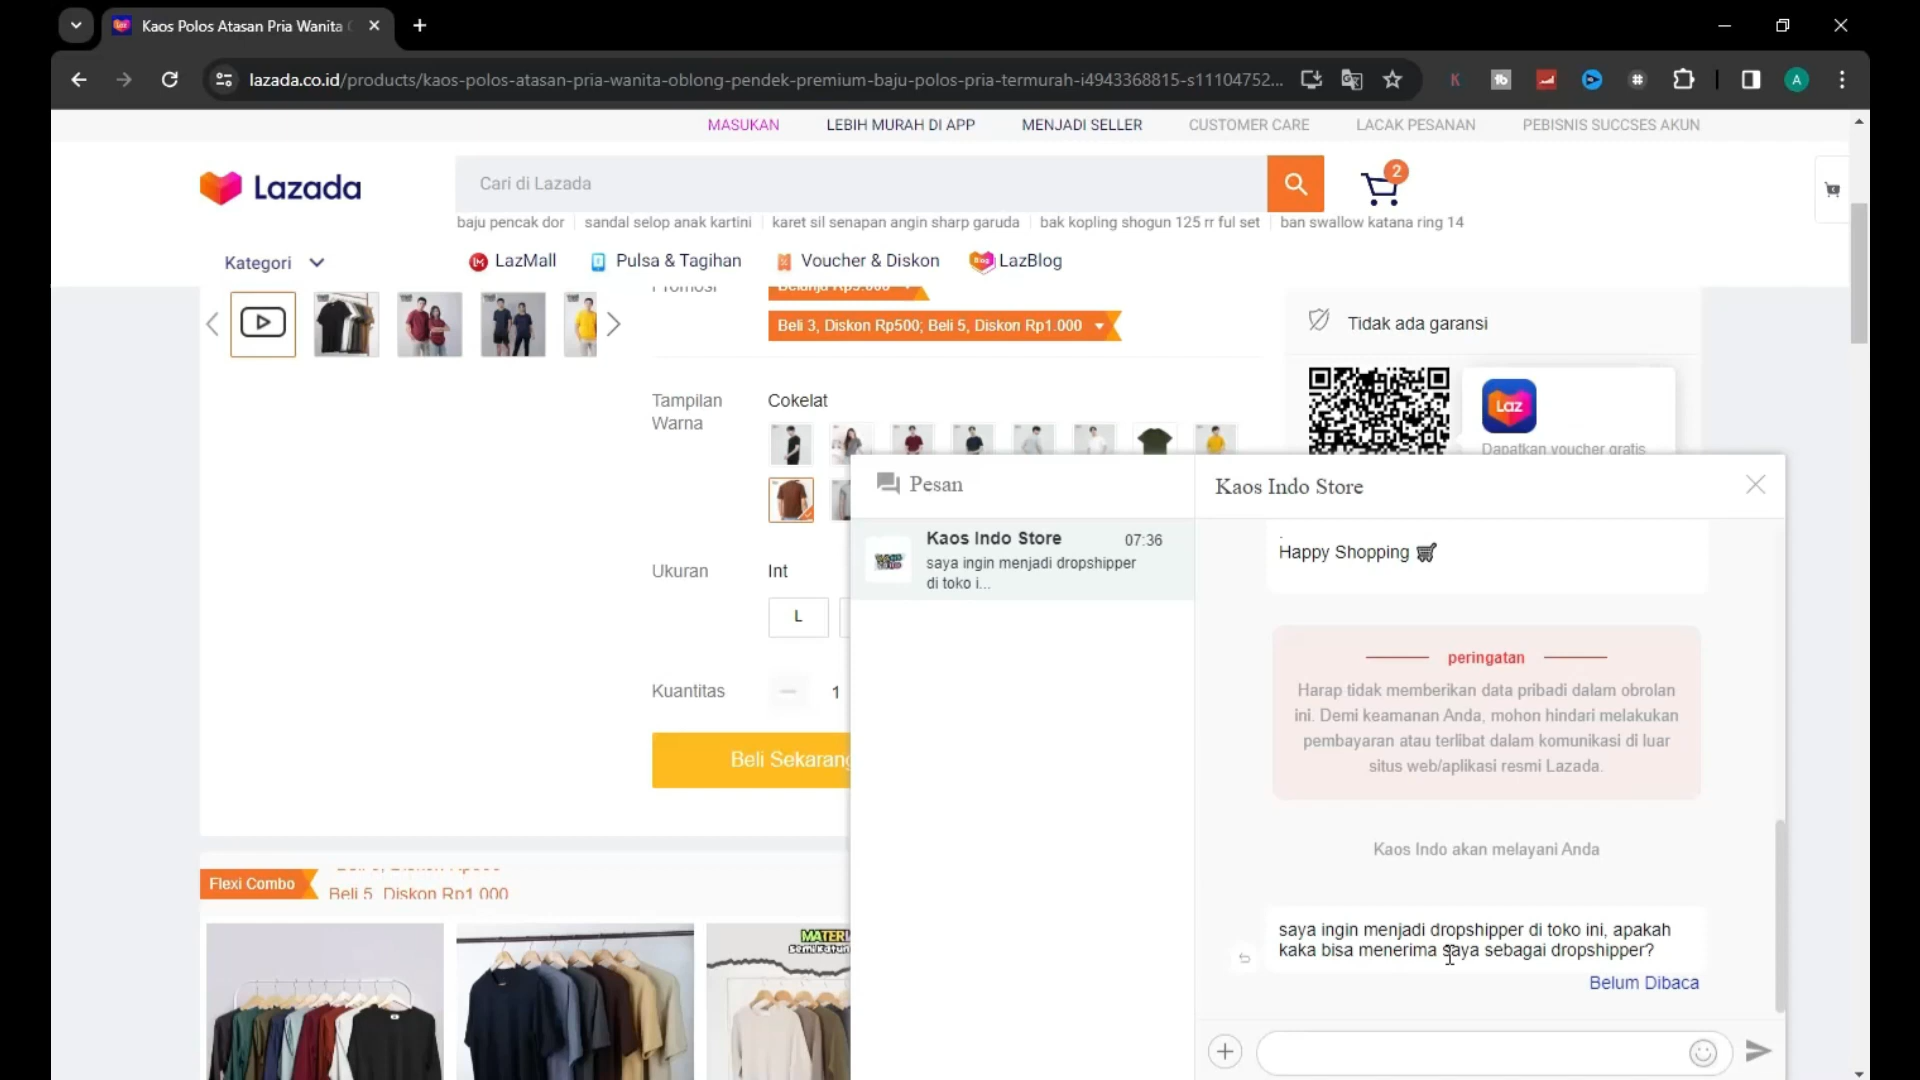 Kaos Polos Atasan Pria Wanita
lazada.co.id/products/kaos-polos-atasan-pria-wanita-oblong-pendek-premium-baju-polos-pria-termurah-i4943368815-s11104752...
MASUKAN
LEBIH MURAH DI APP
MENJADI SELLER
CUSTOMER CARE
LACAK PESANAN
PEBISNIS SUCCSES AKUN
Lazada
Cari di Lazada
2
baju pencak dor
sandal selop anak kartini
karet sil senapan angin sharp garuda
bak kopling shogun 125 rr ful set
ban swallow katana ring 14
Kategori
LazMall
Pulsa & Tagihan
Voucher & Diskon
LazBlog
Promosi
Belanja Rp5.000
Beli 3, Diskon Rp500; Beli 5, Diskon Rp1.000
Tidak ada garansi
Tampilan
Warna
Cokelat
Laz
Dapatkan voucher gratis
Ukuran
Int
L
Kuantitas
1
Beli Sekarang
Flexi Combo
Beli 5, Diskon Rp1.000
MATERI
Pesan
Kaos Indo Store
07:36
saya ingin menjadi dropshipper
di toko i...
Kaos Indo Store
Happy Shopping
peringatan
Harap tidak memberikan data pribadi dalam obrolan
ini. Demi keamanan Anda, mohon hindari melakukan
pembayaran atau terlibat dalam komunikasi di luar
situs web/aplikasi resmi Lazada.
Kaos Indo akan melayani Anda
saya ingin menjadi dropshipper di toko ini, apakah
kaka bisa menerima saya sebagai dropshipper?
Belum Dibaca